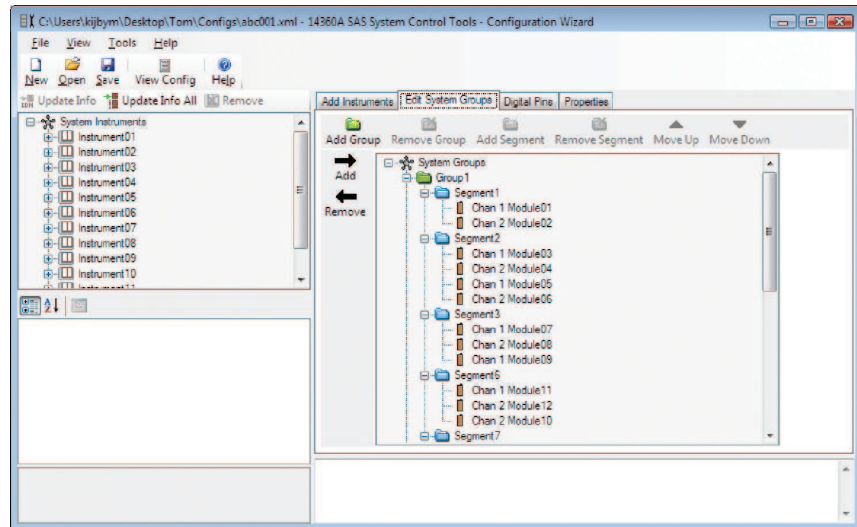 C:\Users\kijbym\Desktop\Tom\Configs\abc001.xml - 14360A SAS System Control Tools - Configuration Wizard
File View Tools Help
New Open Save View Config Help
Update Info Update Info All Remove
System Instruments
Instrument01
Instrument02
Instrument03
Instrument04
Instrument05
Instrument06
Instrument07
Instrument08
Instrument09
Instrument10
Instrument11
Add Instruments Edit System Groups Digital Pins Properties
Add Group Remove Group Add Segment Remove Segment Move Up Move Down
Add
Remove
System Groups
Group1
Segment1
Chan 1 Module01
Chan 2 Module02
Segment2
Chan 1 Module03
Chan 2 Module04
Chan 1 Module05
Chan 2 Module06
Segment3
Chan 1 Module07
Chan 2 Module08
Chan 1 Module09
Segment6
Chan 1 Module11
Chan 2 Module12
Chan 2 Module10
Segment7